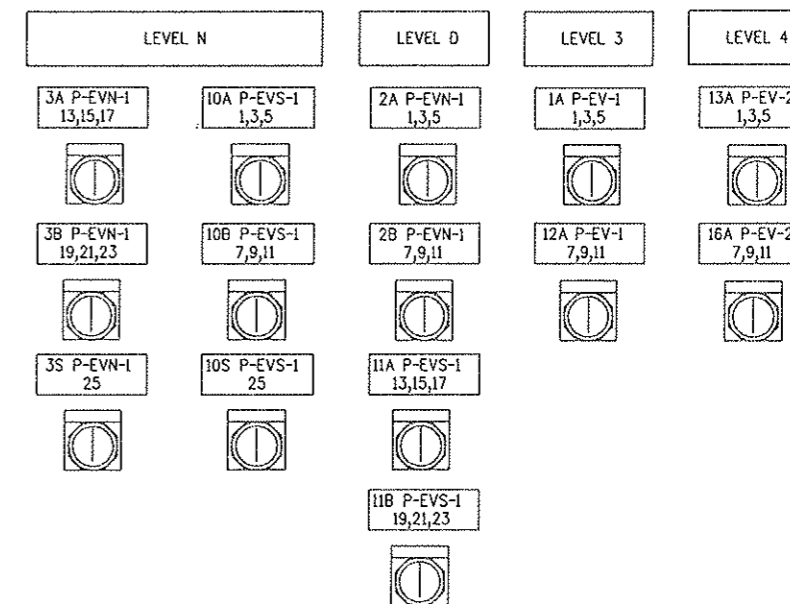 LEVEL N
LEVEL D
LEVEL 3
LEVEL 4
3A P-EVN-1
13,15,17
10A P-EVS-1
1,3,5
2A P-EVN-1
1,3,5
1A P-EV-1
1,3,5
13A P-EV-2
1,3,5
3B P-EVN-1
19,21,23
10B P-EVS-1
7,9,11
2B P-EVN-1
7,9,11
12A P-EV-1
7,9,11
16A P-EV-2
7,9,11
3S P-EVN-1
25
10S P-EVS-1
25
11A P-EVS-1
13,15,17
11B P-EVS-1
19,21,23